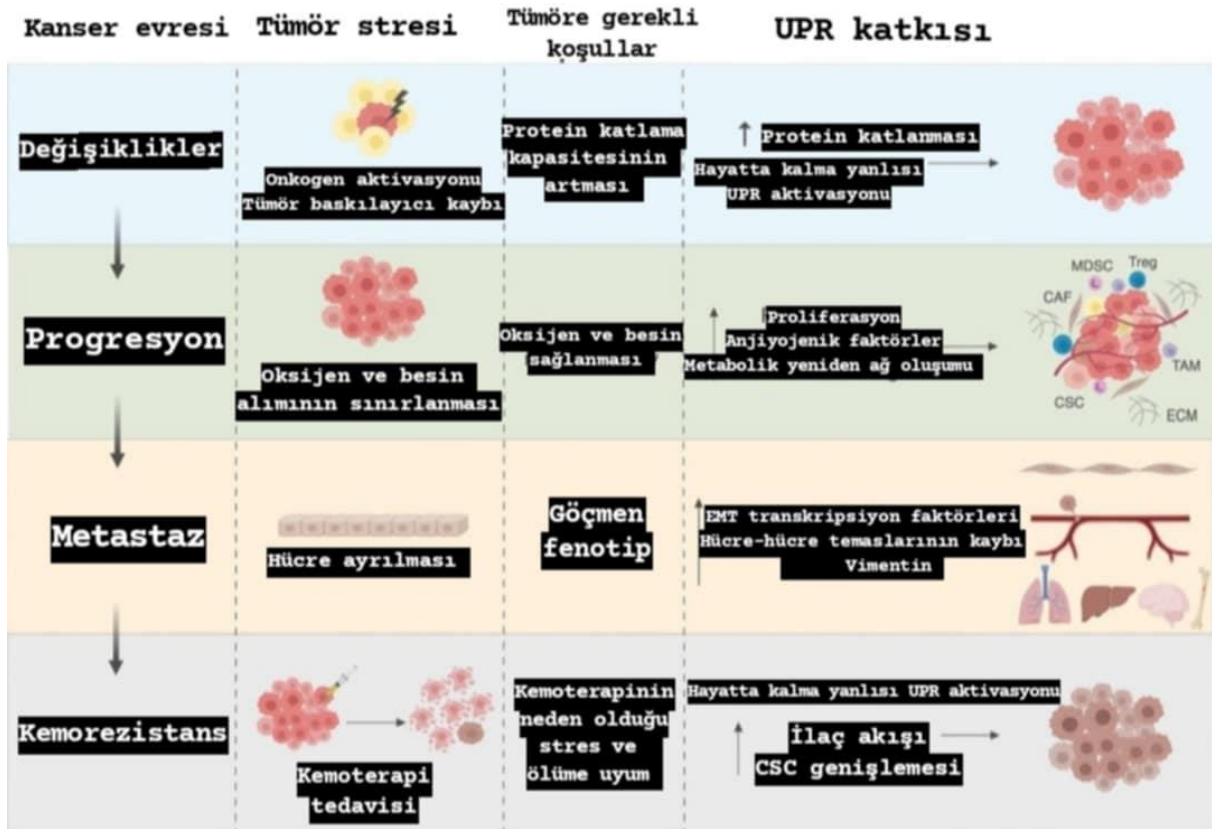 Kanser evresi
Tümör stresi
Tümöre gerekli
koşullar
UPR katkısı
Değişiklikler
Onkogen aktivasyonu
Tümör baskılayıcı kaybı
Protein katlama
kapasitesinin
artması
↑ Protein katlanması
Hayatta kalma yanlısı
UPR aktivasyonu
Progresyon
Oksijen ve besin
alımının sınırlanması
Oksijen ve besin
sağlanması
Proliferasyon
Anjiyojenik faktörler
Metabolik yeniden ağ oluşumu
MDSC
Treg
CAF
TAM
CSC
ECM
Metastaz
Hücre ayrılması
Göçmen
fenotip
EMT transkripsiyon faktörleri
Hücre-hücre temaslarının kaybı
Vimentin
Kemorezistans
Kemoterapi
tedavisi
Kemoterapinin
neden olduğu
stres ve
ölüme uyum
Hayatta kalma yanlısı UPR aktivasyonu
İlaç akışı
CSC genişlemesi